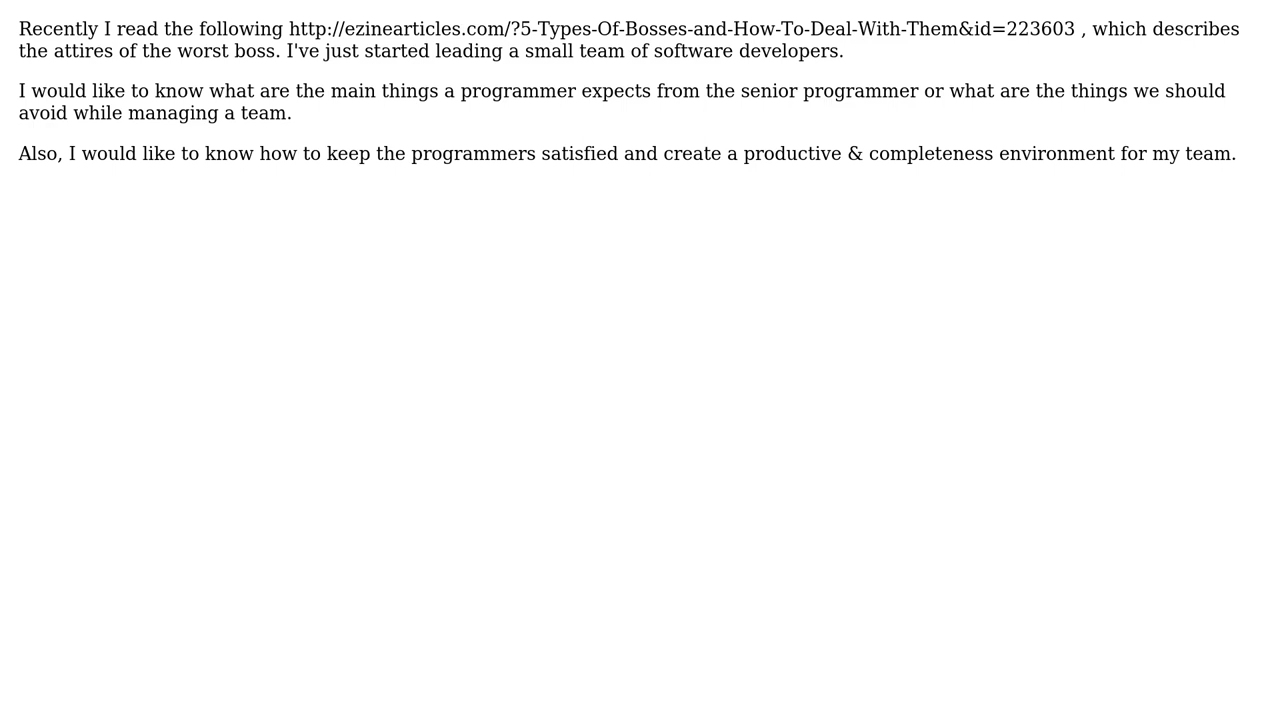 Recently I read the following http://ezinearticles.com/?5-Types-Of-Bosses-and-How-To-Deal-With-Them&id=223603 , which describes
the attires of the worst boss. I've just started leading a small team of software developers.
I would like to know what are the main things a programmer expects from the senior programmer or what are the things we should
avoid while managing a team.
Also, I would like to know how to keep the programmers satisfied and create a productive & completeness environment for my team.